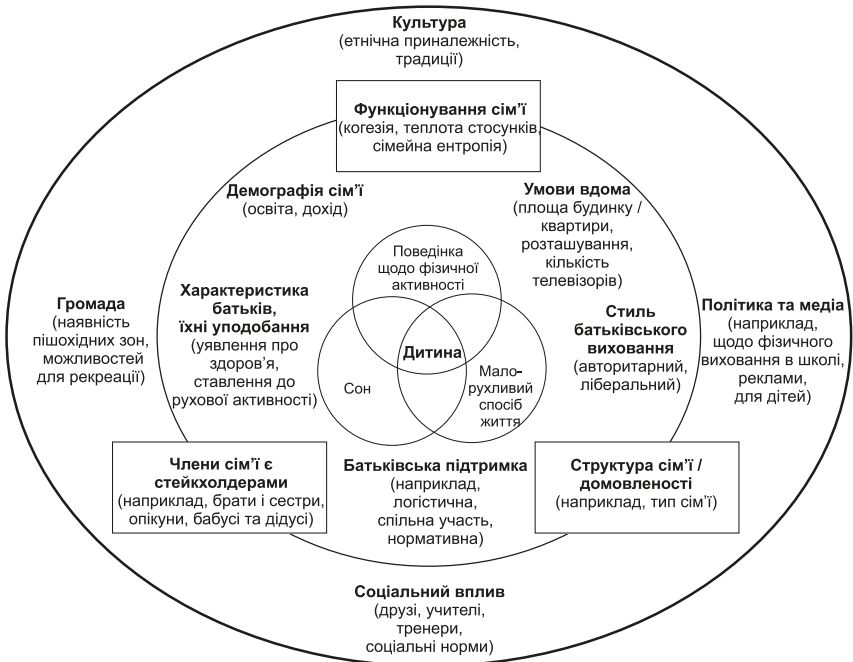 Культура
(етнічна приналежність,
традиції)
Функціонування сім’ї
(когезія, теплота стосунків,
сімейна ентропія)
Демографія сім’ї
(освіта, дохід)
Умови вдома
(площа будинку /
квартири,
розташування,
кількість
телевізорів)
Поведінка
щодо фізичної
активності
Громада
(наявність
пішохідних зон,
можливостей
для рекреації)
Характеристика
батьків,
їхні уподобання
(уявлення про
здоров’я,
ставлення до
рухової активності)
Дитина
Сон
Мало-
рухливий
спосіб
життя
Стиль
батьківського
виховання
(авторитарний,
ліберальний)
Політика та медіа
(наприклад,
щодо фізичного
виховання в школі,
реклами,
для дітей)
Члени сім’ї є
стейкхолдерами
(наприклад, брати і сестри,
опікуни, бабусі та дідусі)
Батьківська підтримка
(наприклад,
логістична,
спільна участь,
нормативна)
Структура сім’ї /
домовленості
(наприклад, тип сім’ї)
Соціальний вплив
(друзі, учителі,
тренери,
соціальні норми)